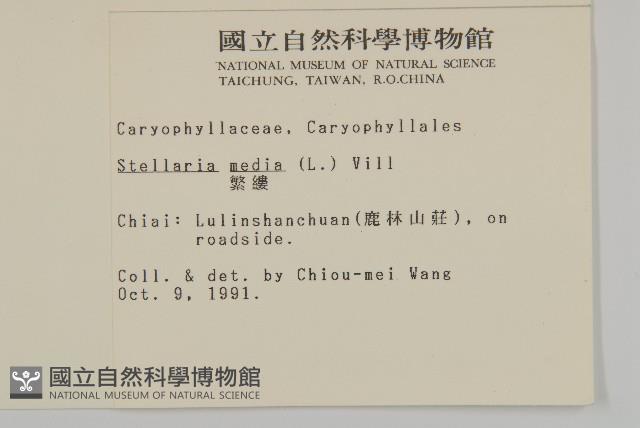 國立自然科學博物館
NATIONAL MUSEUM OF NATURAL SCIENCE
TAICHUNG, TAIWAN, R.O.CHINA
Caryophyllaceae, Caryophyllales
Stellaria media (L.) Vill
繁縷
Chiai: Lulinshanchuan(鹿林山莊), on
roadside.
Coll. & det. by Chiou-mei Wang
Oct. 9, 1991.
國立自然科學博物館
NATIONAL MUSEUM OF NATURAL SCIENCE